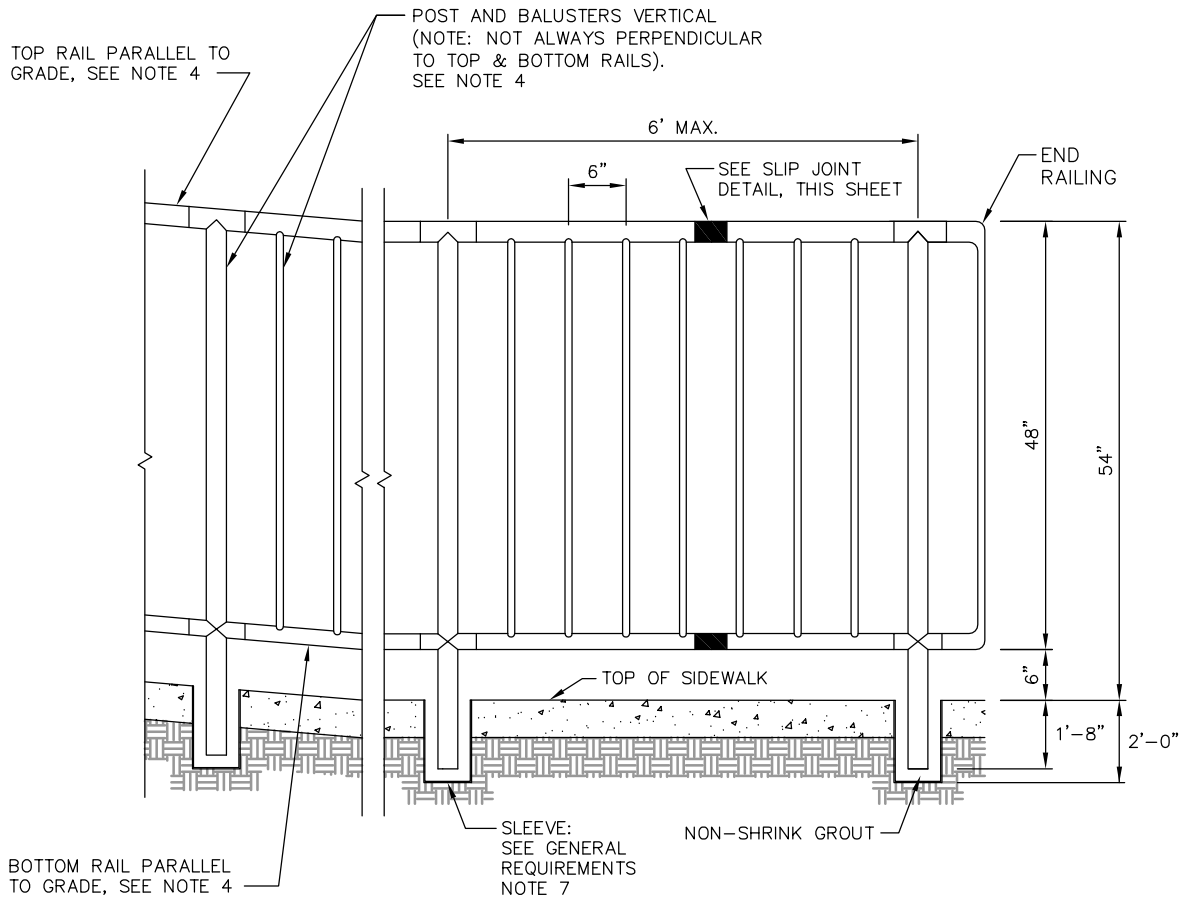 POST AND BALUSTERS VERTICAL
(NOTE: NOT ALWAYS PERPENDICULAR
TO TOP & BOTTOM RAILS).
SEE NOTE 4
TOP RAIL PARALLEL TO
GRADE, SEE NOTE 4
6' MAX.
6"
SEE SLIP JOINT
DETAIL, THIS SHEET
END
RAILING
48"
54"
6"
TOP OF SIDEWALK
1'-8"
2'-0"
SLEEVE:
SEE GENERAL
REQUIREMENTS
NOTE 7
NON-SHRINK GROUT
BOTTOM RAIL PARALLEL
TO GRADE, SEE NOTE 4